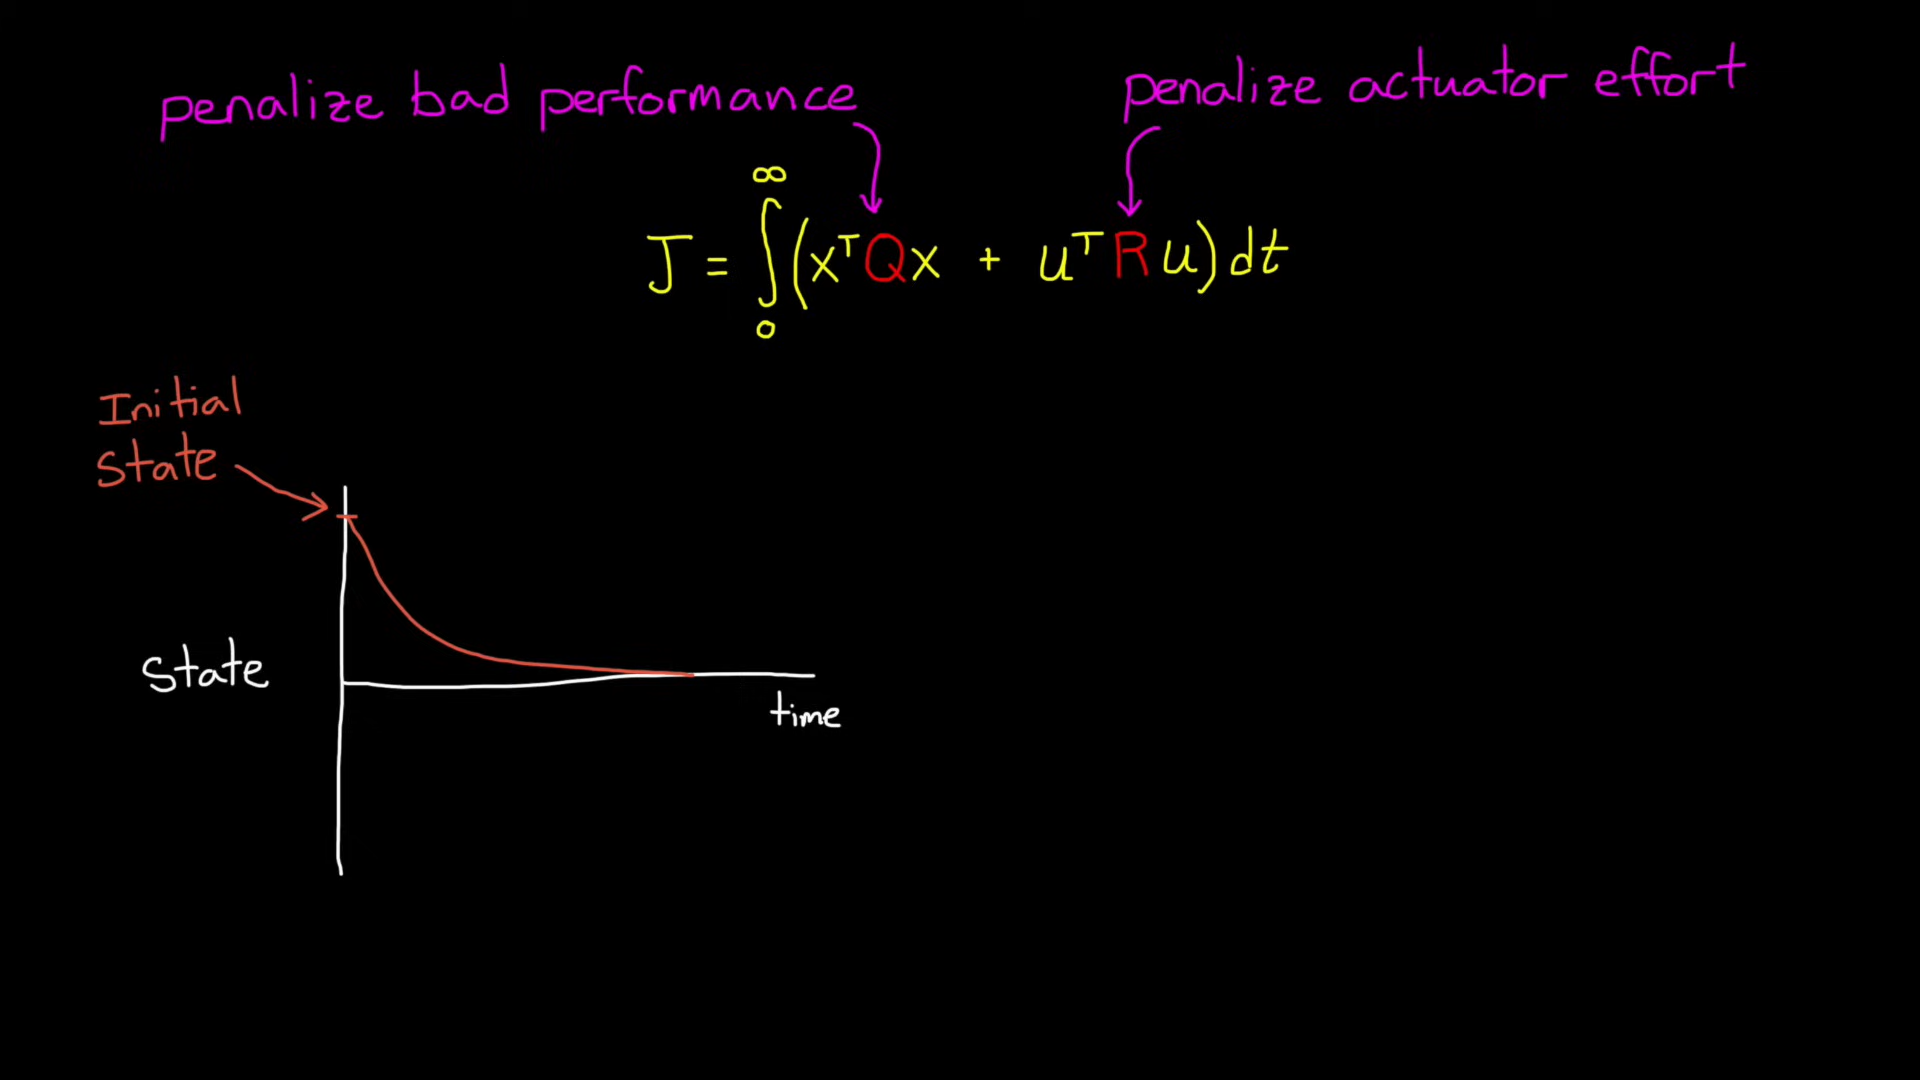 penalize bad performance
penalize actuator effort
J = ∫₀^∞ (xᵀQx + uᵀRu) dt
Initial
State
State
time